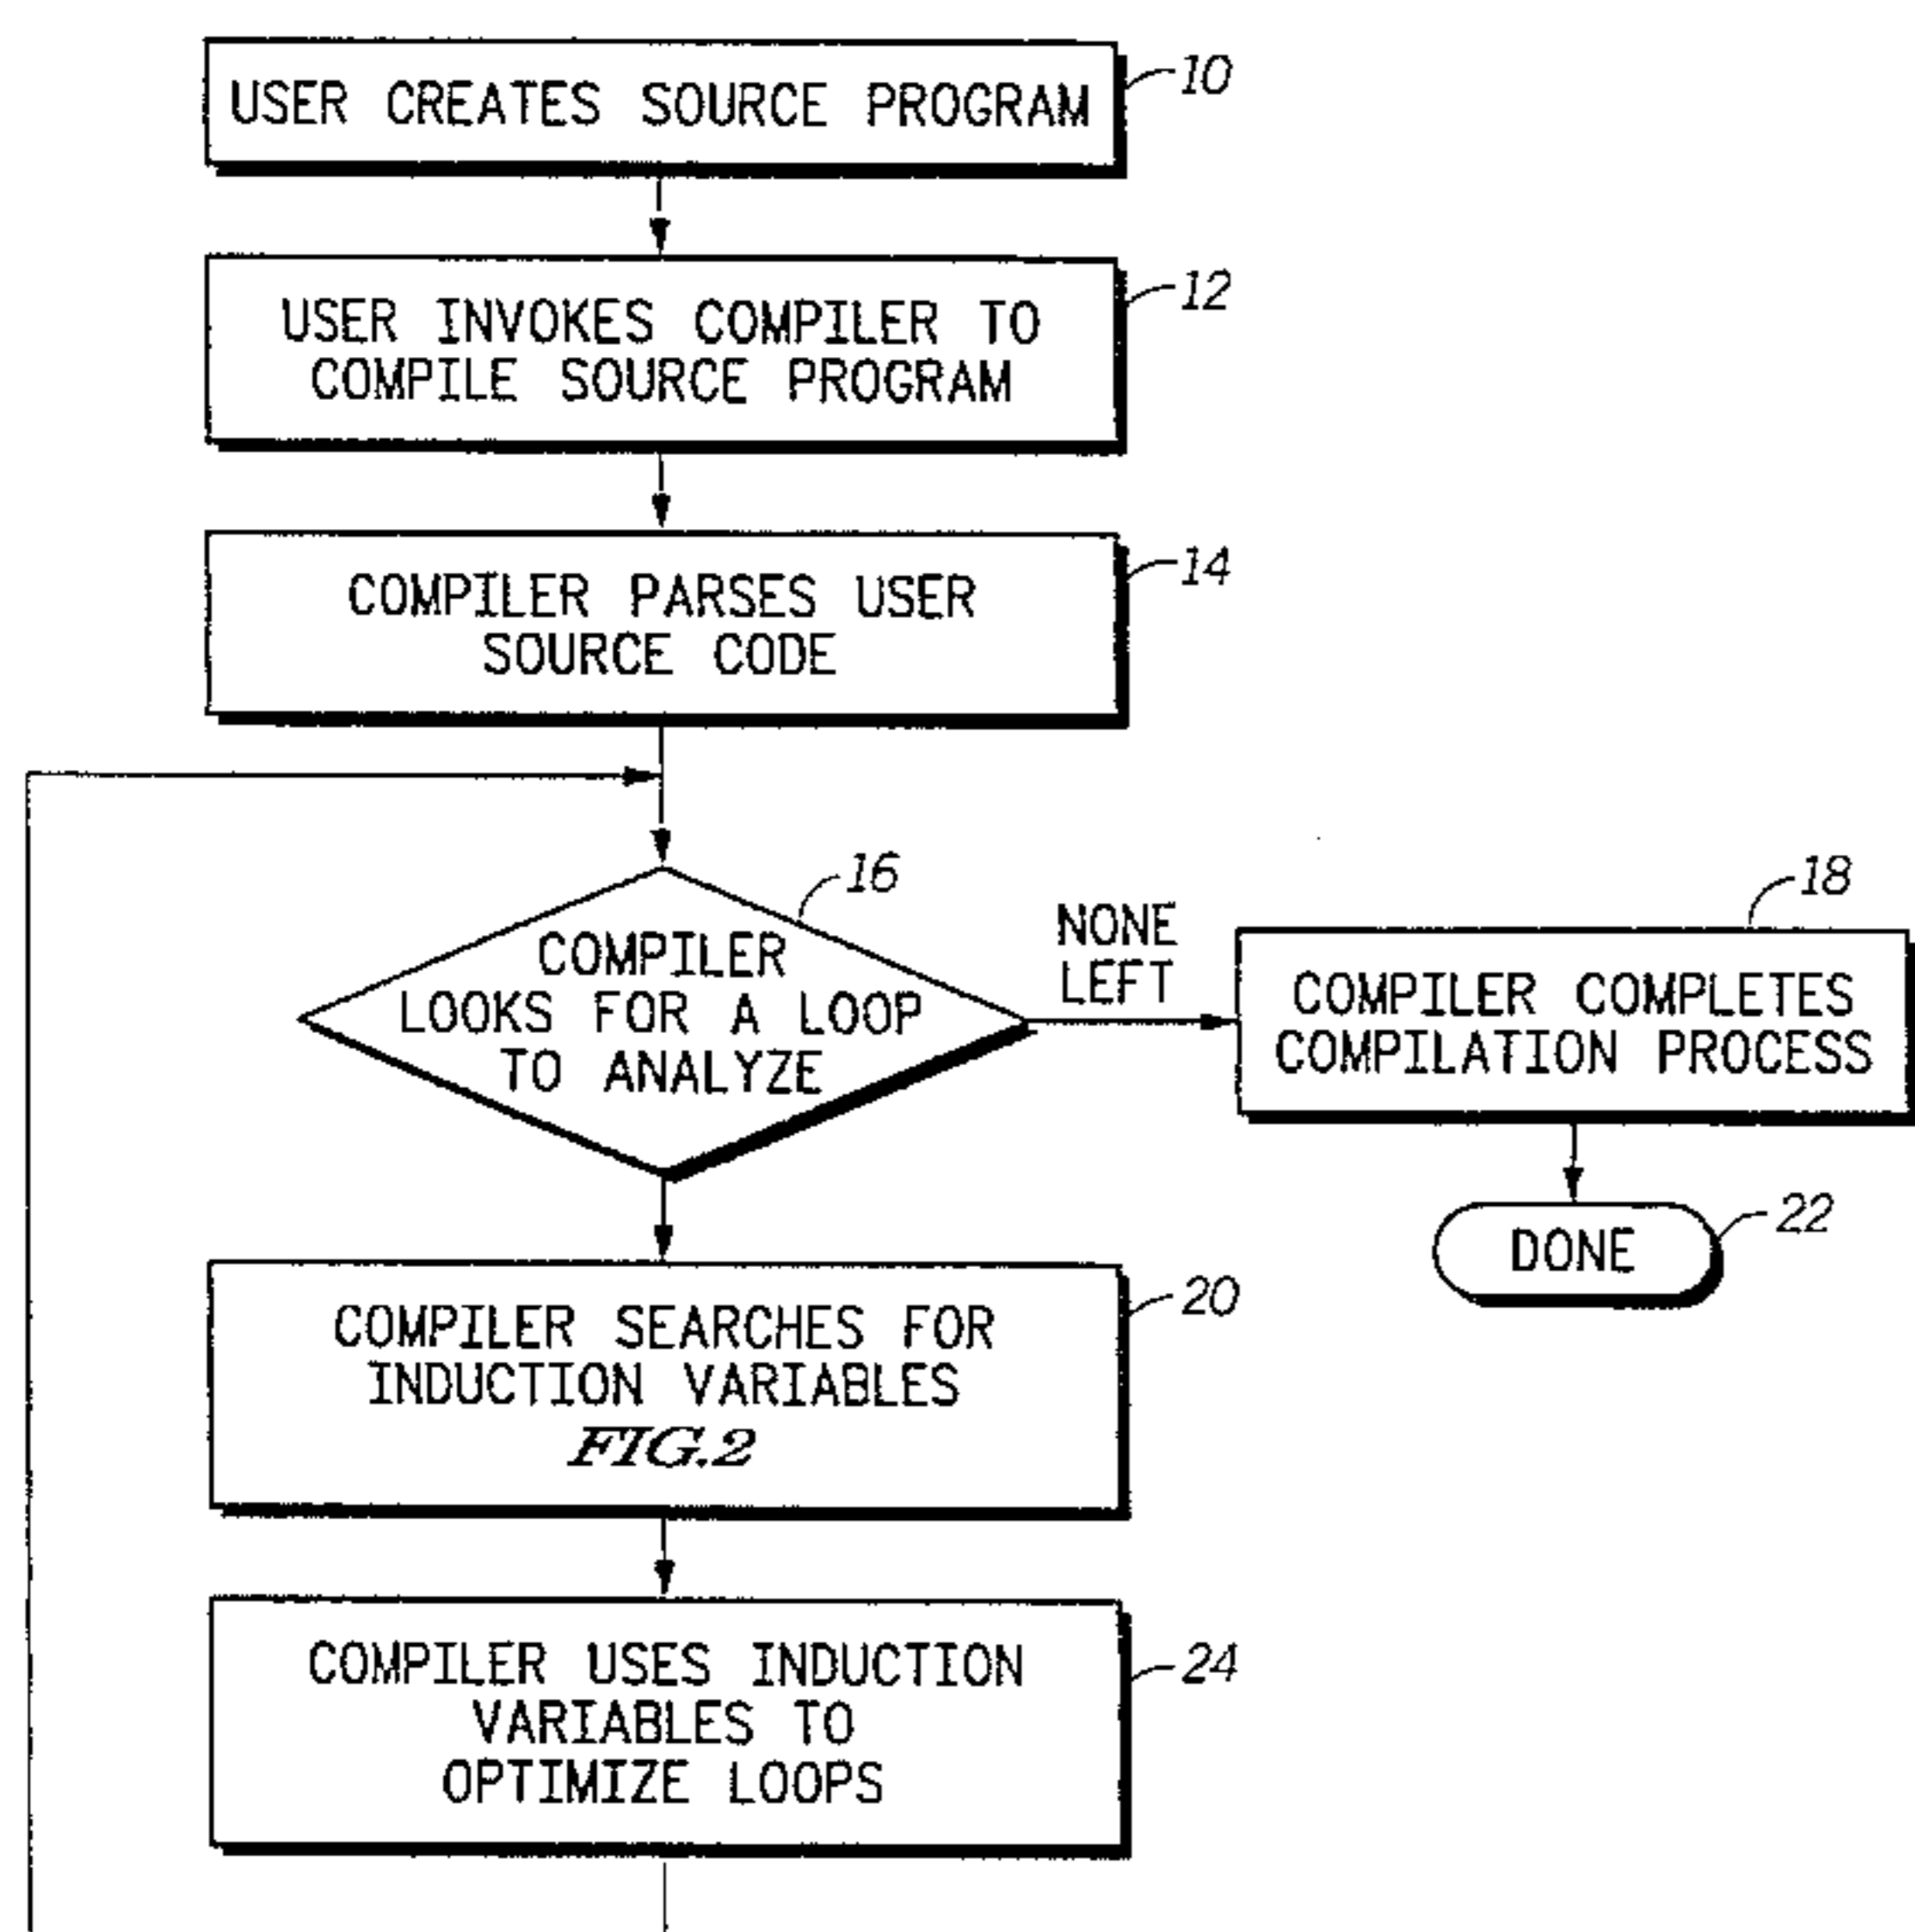 USER CREATES SOURCE PROGRAM
10
USER INVOKES COMPILER TO
COMPILE SOURCE PROGRAM
12
COMPILER PARSES USER
SOURCE CODE
14
COMPILER
LOOKS FOR A LOOP
TO ANALYZE
16
NONE
LEFT
COMPILER COMPLETES
COMPILATION PROCESS
18
DONE
22
COMPILER SEARCHES FOR
INDUCTION VARIABLES
FIG.2
20
COMPILER USES INDUCTION
VARIABLES TO
OPTIMIZE LOOPS
24